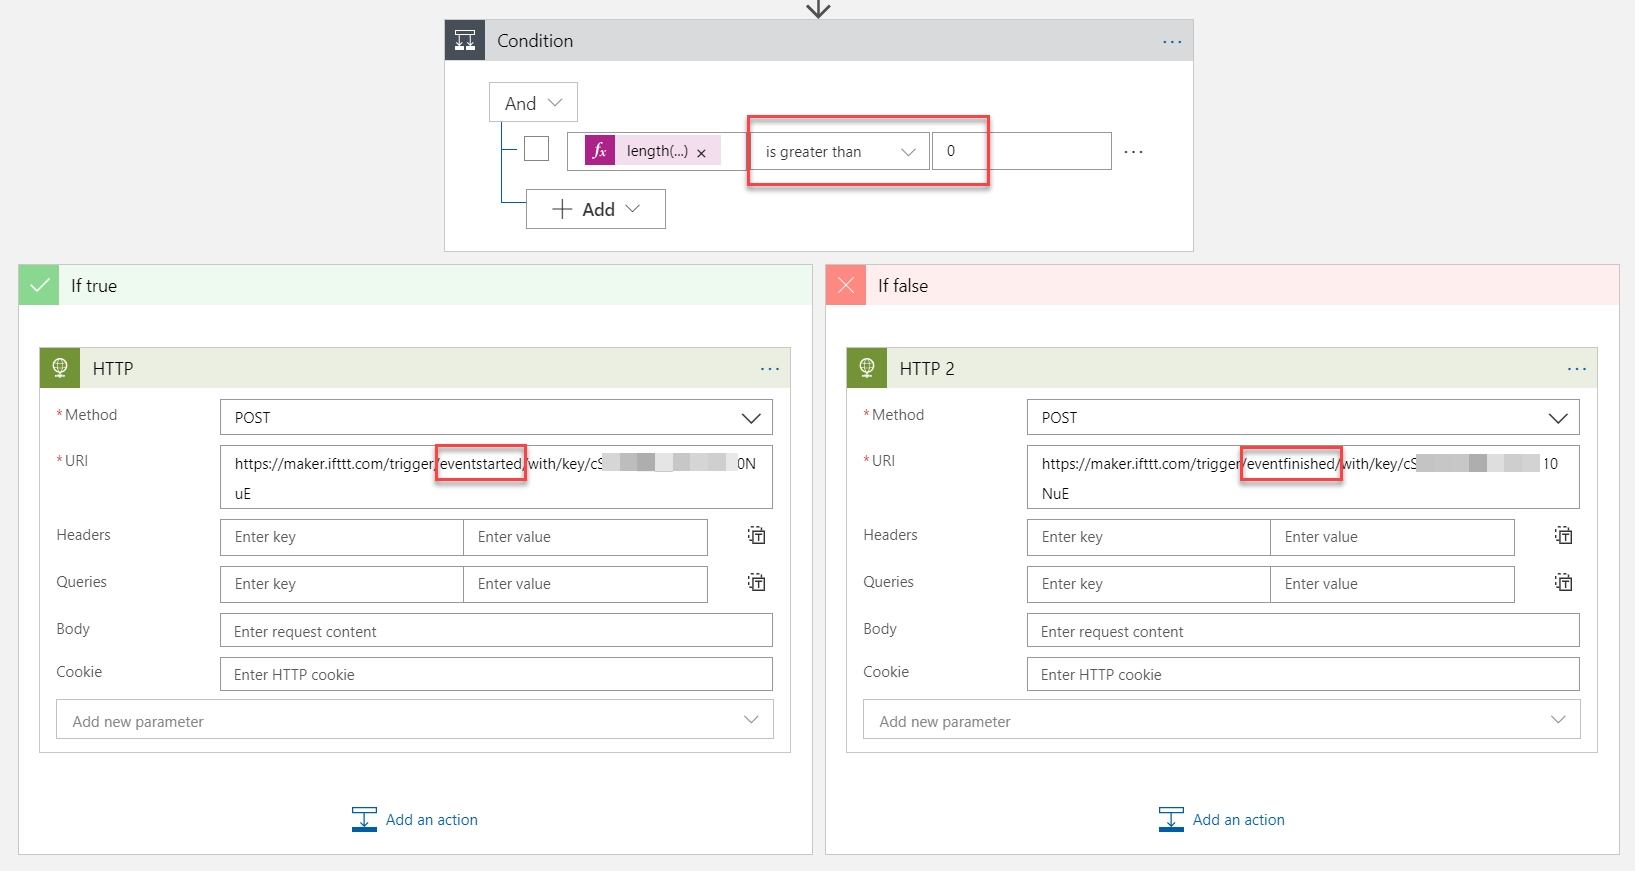 Condition
And
fx length(...) x is greater than 0
Add
If true
HTTP
*Method POST
*URI https://maker.ifttt.com/trigger/eventstarted/with/key/cS 0N
uE
Headers Enter key Enter value
Queries Enter key Enter value
Body Enter request content
Cookie Enter HTTP cookie
Add new parameter
Add an action
If false
HTTP 2
*Method POST
*URI https://maker.ifttt.com/trigger/eventfinished/with/key/cS 10
NuE
Headers Enter key Enter value
Queries Enter key Enter value
Body Enter request content
Cookie Enter HTTP cookie
Add new parameter
Add an action